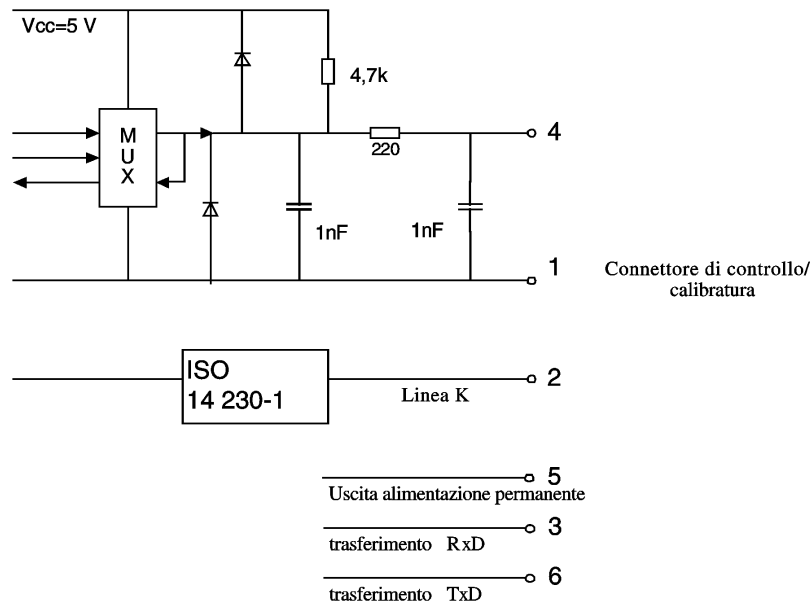 Vcc=5 V
4,7k
M
U
X
220
4
1nF
1nF
1
Connettore di controllo/
calibratura
ISO
14 230-1
Linea K
2
5
Uscita alimentazione permanente
3
trasferimento RxD
6
trasferimento TxD